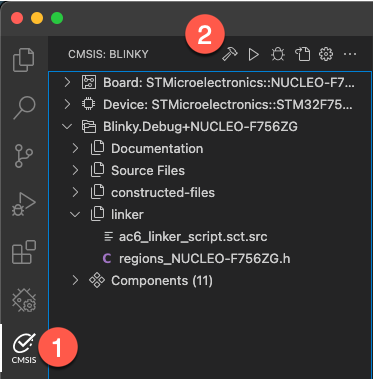 2
CMSIS: BLINKY
Board: STMicroelectronics::NUCLEO-F7...
Device: STMicroelectronics::STM32F75...
Blinky.Debug+NUCLEO-F756ZG
Documentation
Source Files
constructed-files
linker
ac6_linker_script.sct.src
C regions_NUCLEO-F756ZG.h
Components (11)
CMSIS
1